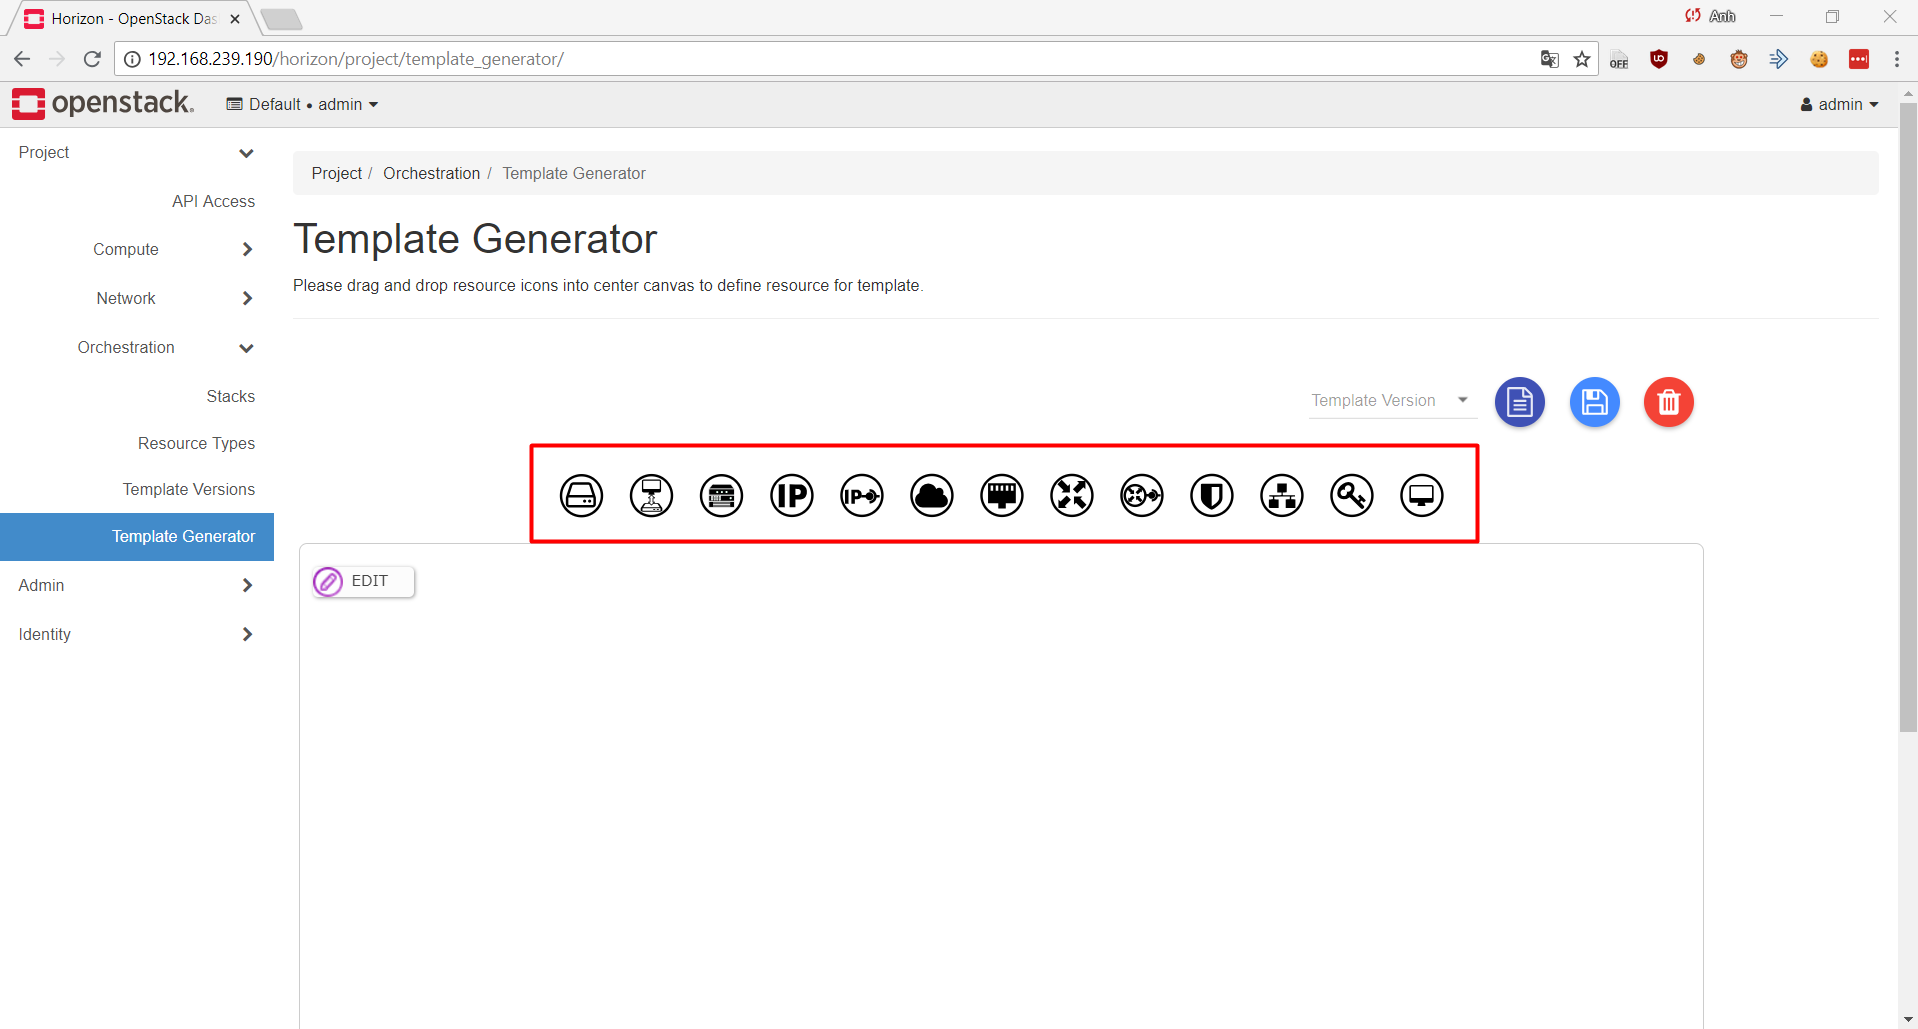 Horizon - OpenStack Das
Anh
192.168.239.190/horizon/project/template_generator/
OFF
openstack.
Default • admin
admin
Project
API Access
Compute
Network
Orchestration
Stacks
Resource Types
Template Versions
Template Generator
Admin
Identity
Project / Orchestration / Template Generator
Template Generator
Please drag and drop resource icons into center canvas to define resource for template.
Template Version
IP
IP
EDIT